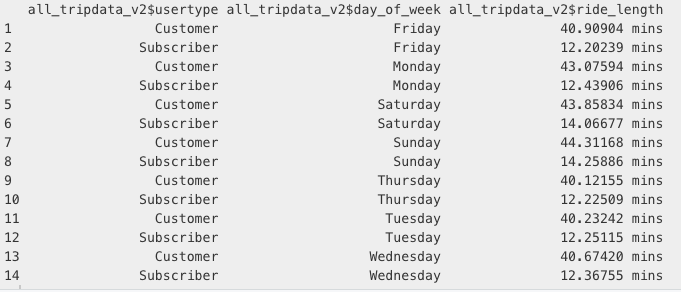 all_tripdata_v2$usertype all_tripdata_v2$day_of_week all_tripdata_v2$ride_length
1 Customer Friday 40.90904 mins
2 Subscriber Friday 12.20239 mins
3 Customer Monday 43.07594 mins
4 Subscriber Monday 12.43906 mins
5 Customer Saturday 43.85834 mins
6 Subscriber Saturday 14.06677 mins
7 Customer Sunday 44.31168 mins
8 Subscriber Sunday 14.25886 mins
9 Customer Thursday 40.12155 mins
10 Subscriber Thursday 12.22509 mins
11 Customer Tuesday 40.23242 mins
12 Subscriber Tuesday 12.25115 mins
13 Customer Wednesday 40.67420 mins
14 Subscriber Wednesday 12.36755 mins